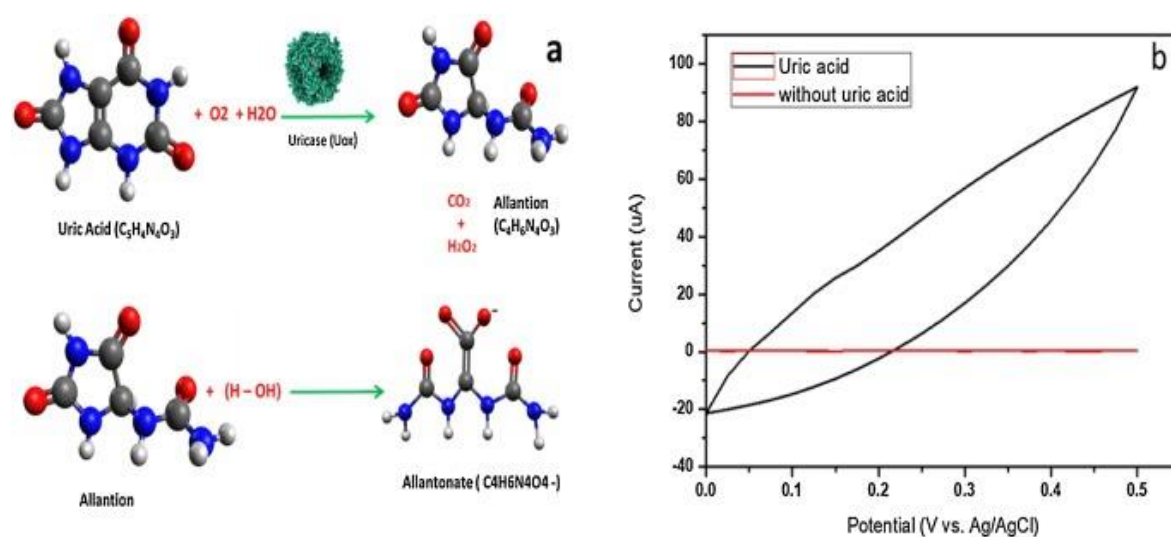 a
+ O2 + H2O
Uricase (Uox)
Uric Acid (C₅H₄N₄O₃)
CO₂
+
H₂O₂
Allantion
(C₄H₆N₄O₃)
+ (H – OH)
Allantion
Allantonate ( C4H6N4O4 -)
-
b
Uric acid
without uric acid
100
80
60
40
20
0
-20
-40
Current (uA)
0.0 0.1 0.2 0.3 0.4 0.5
Potential (V vs. Ag/AgCl)